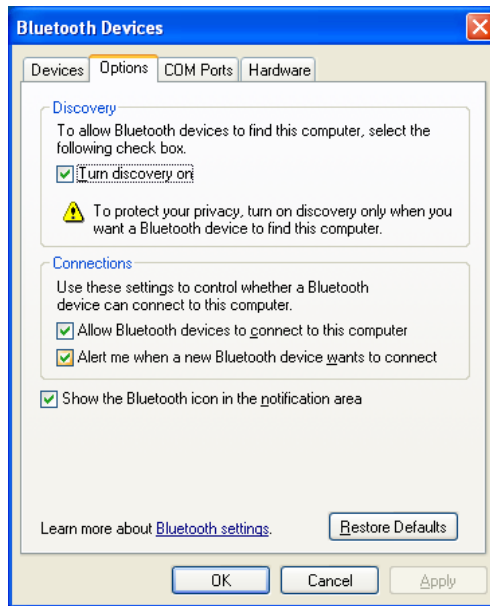 Bluetooth Devices
Devices Options COM Ports Hardware
Discovery
To allow Bluetooth devices to find this computer, select the
following check box.
Turn discovery on
To protect your privacy, turn on discovery only when you
want a Bluetooth device to find this computer.
Connections
Use these settings to control whether a Bluetooth
device can connect to this computer.
Allow Bluetooth devices to connect to this computer
Alert me when a new Bluetooth device wants to connect
Show the Bluetooth icon in the notification area
Learn more about Bluetooth settings.
Restore Defaults
OK Cancel Apply